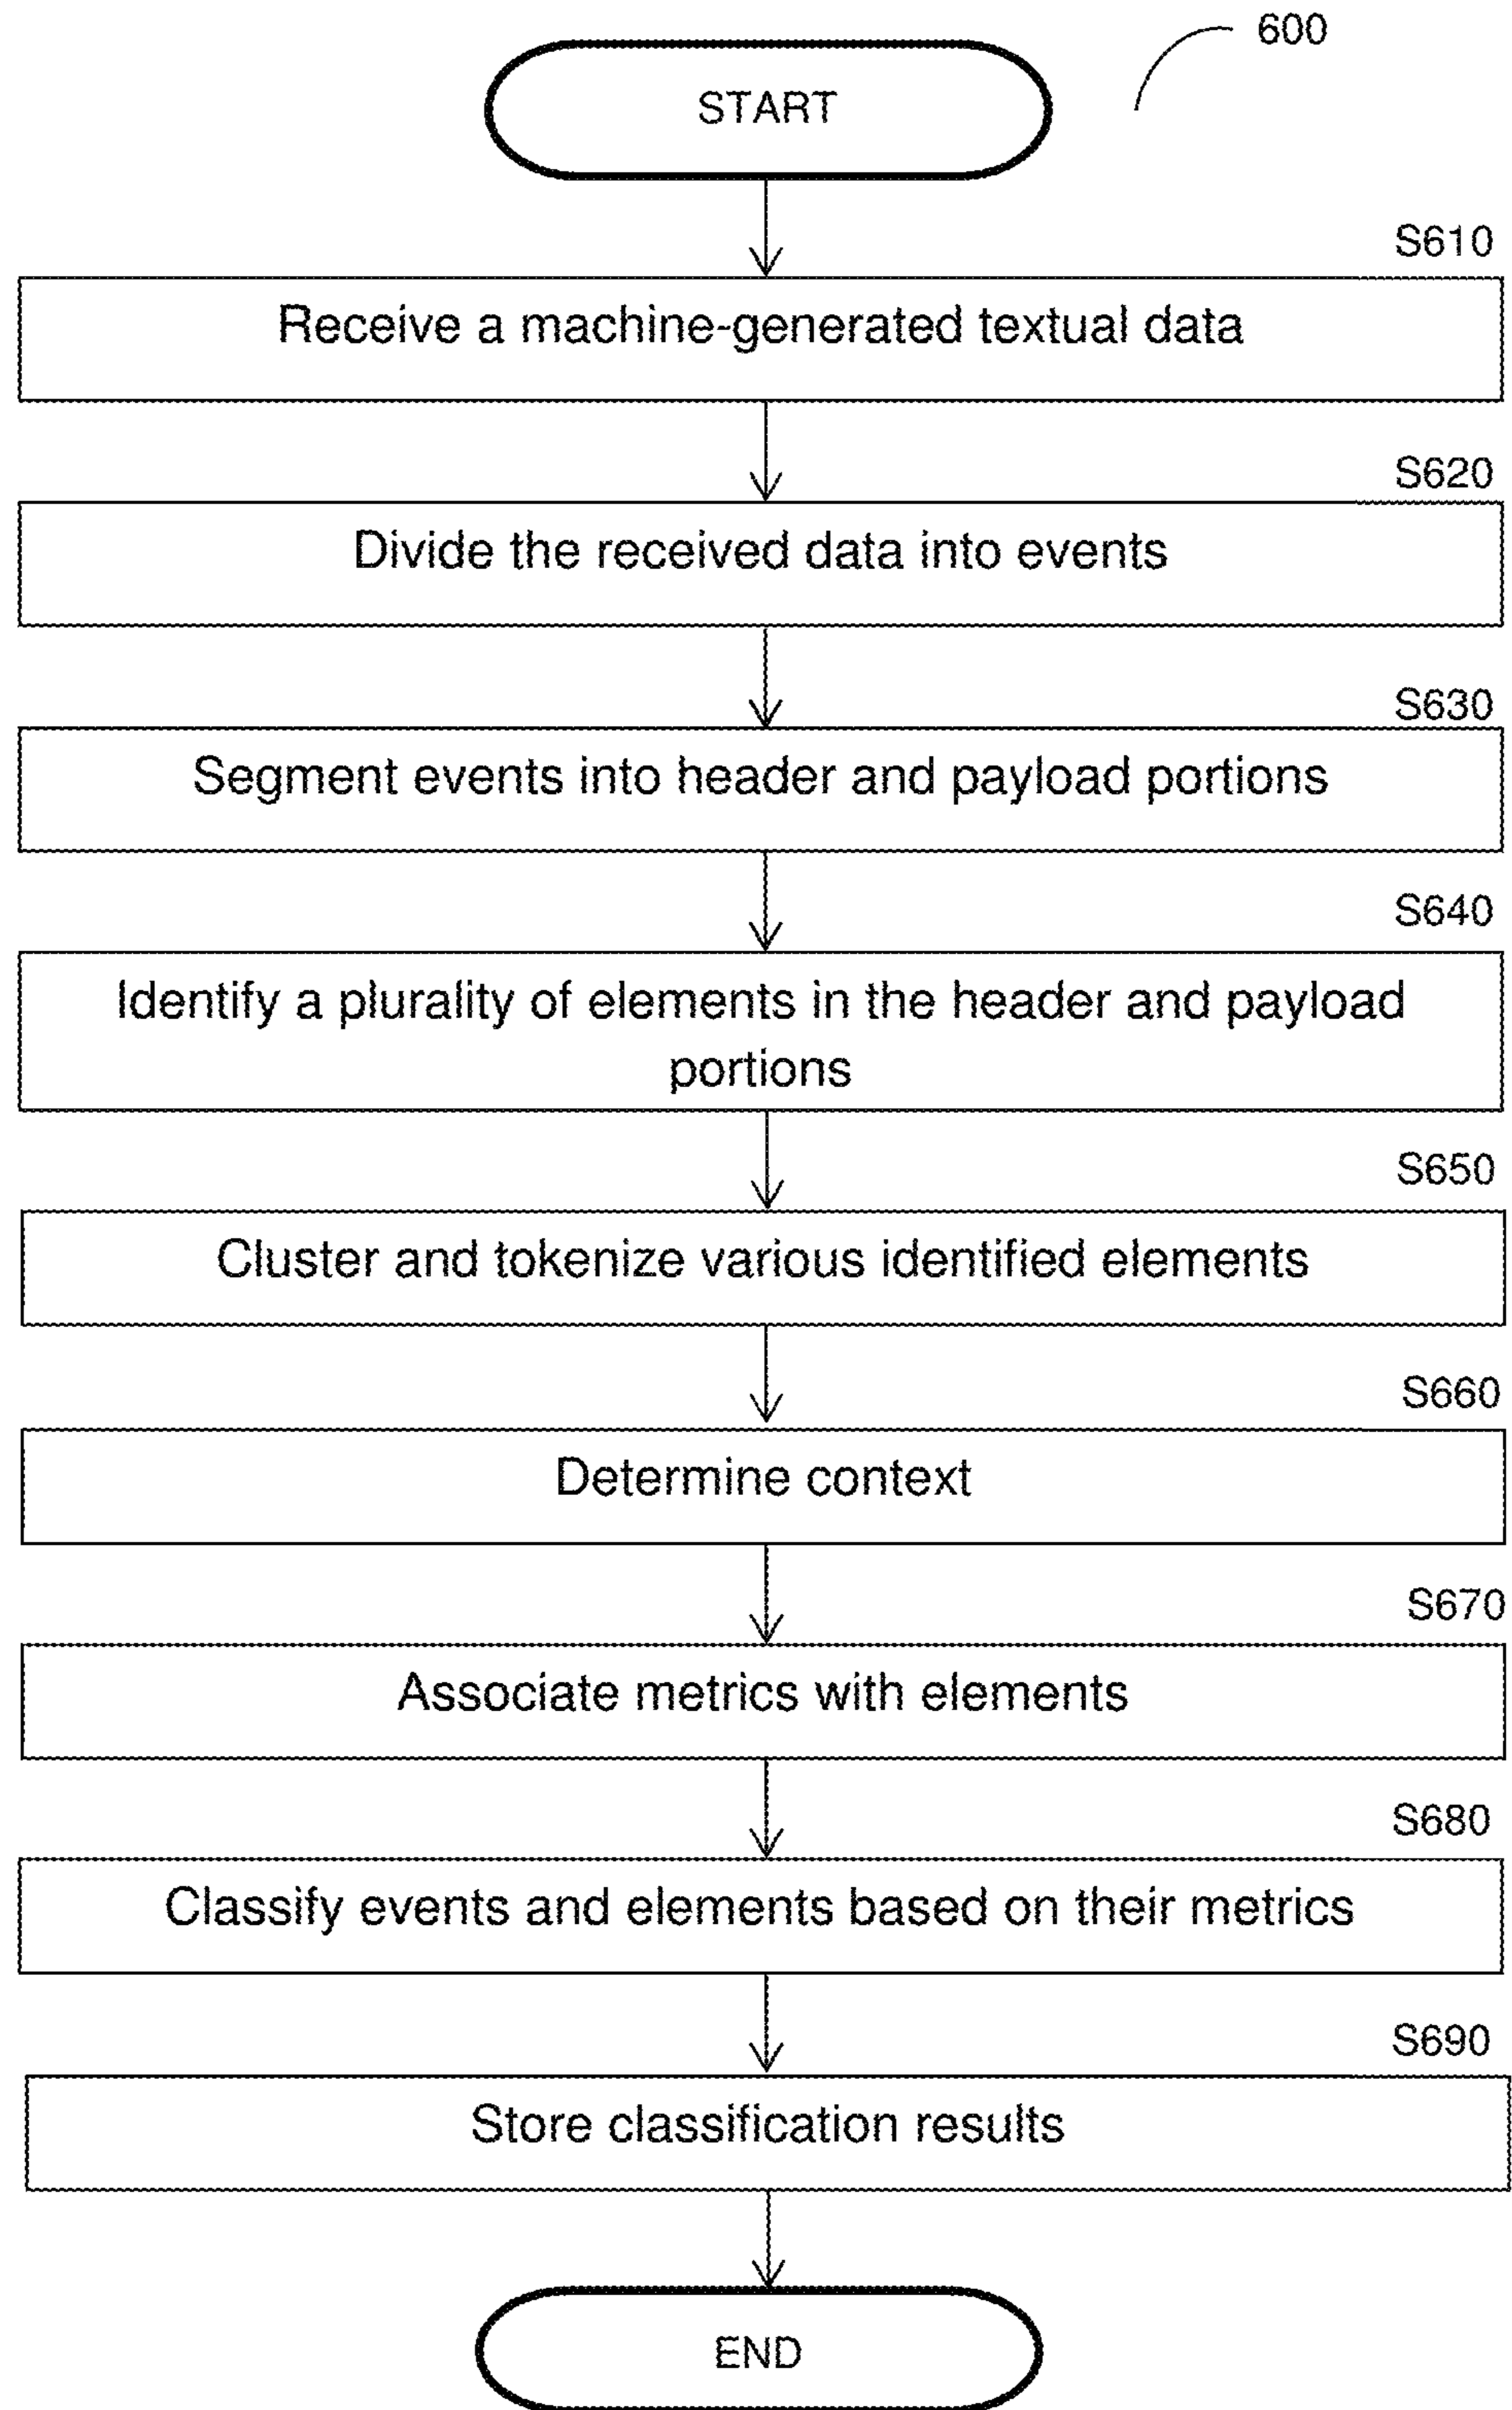 600
START
S610
Receive a machine-generated textual data
S620
Divide the received data into events
S630
Segment events into header and payload portions
S640
Identify a plurality of elements in the header and payload
portions
S650
Cluster and tokenize various identified elements
S660
Determine context
S670
Associate metrics with elements
S680
Classify events and elements based on their metrics
S690
Store classification results
END